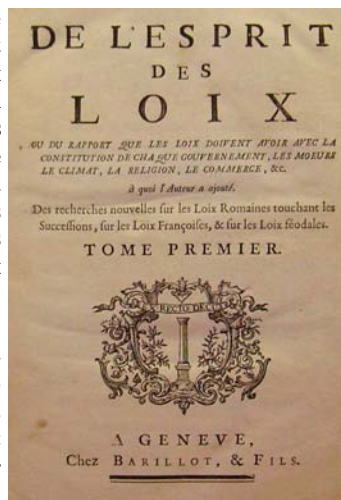 DE L'ESPRIT
DES
LOIX
OU DU RAPPORT QUE LES LOIX DOIVENT AVOIR AVEC LA
CONSTITUTION DE CHAQUE GOUVERNEMENT, LES MOEURS
LE CLIMAT, LA RELIGION, LE COMMERCE, &c.
à quoi l'Auteur a ajouté.
Des recherches nouvelles sur les Loix Romaines touchant les
Successions, sur les Loix Françoises, & sur les Loix féodales.
TOME PREMIER.
RECTO
A GENEVE,
Chez BARILLOT, & FILS.